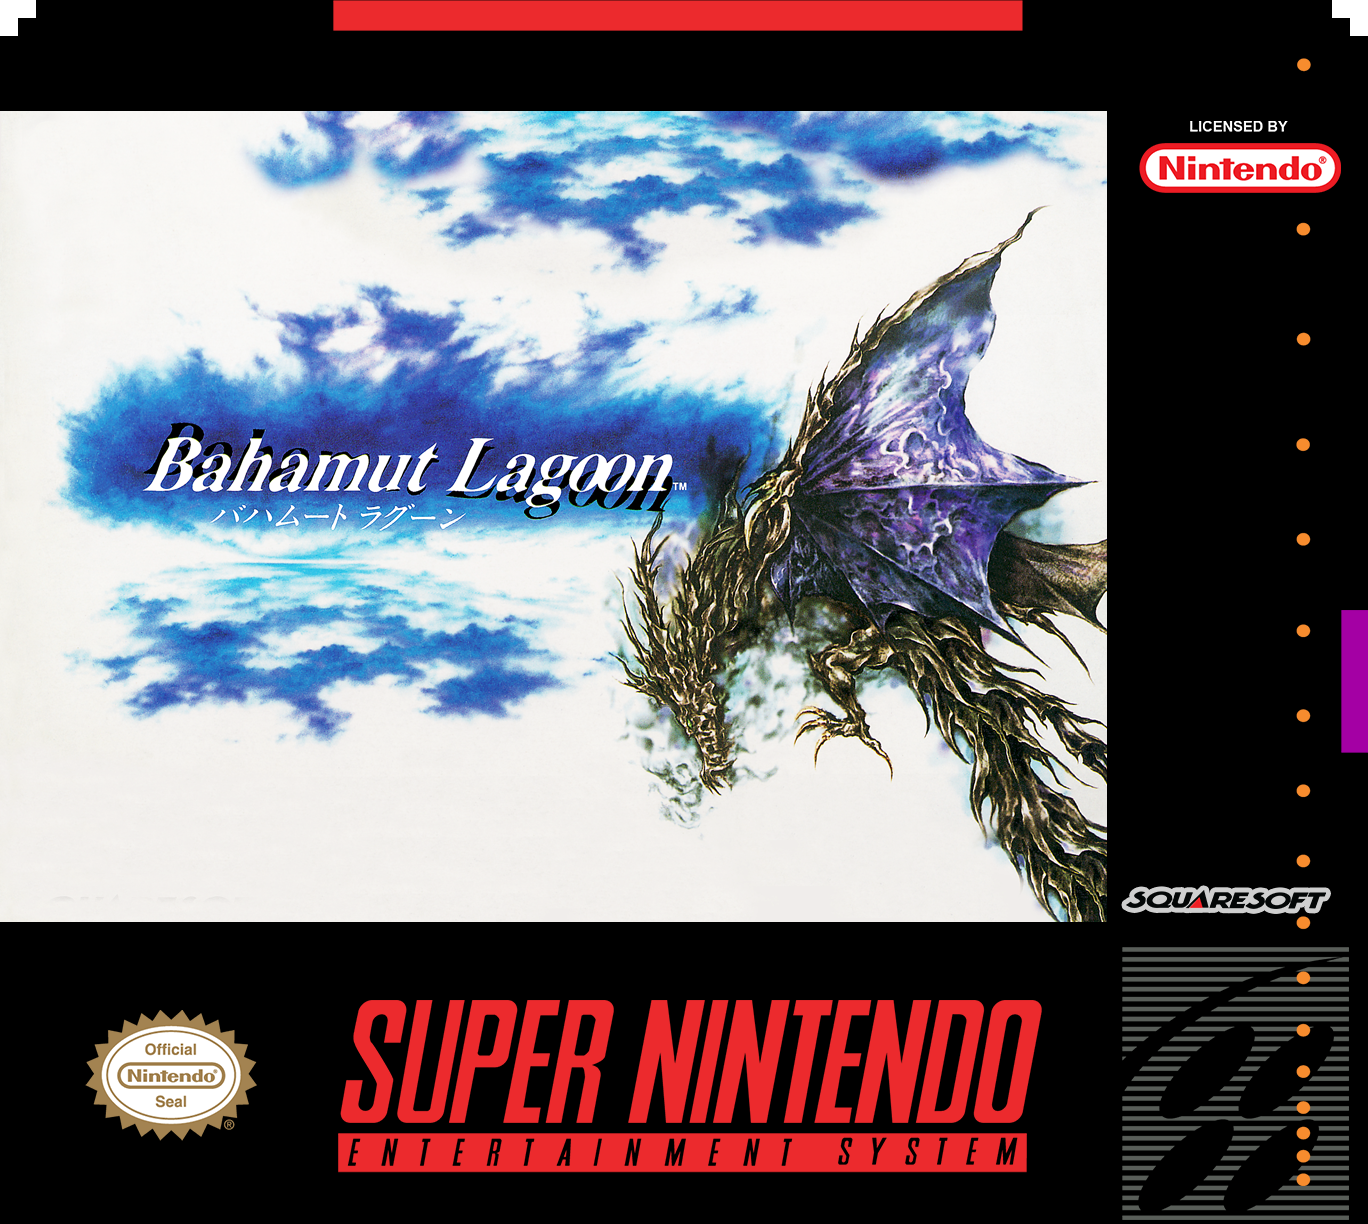 LICENSED BY
Nintendo®
Bahamut Lagoon™
バハムート ラグーン
SQUARESOFT
Official
Nintendo®
Seal
®
SUPER NINTENDO
ENTERTAINMENT SYSTEM